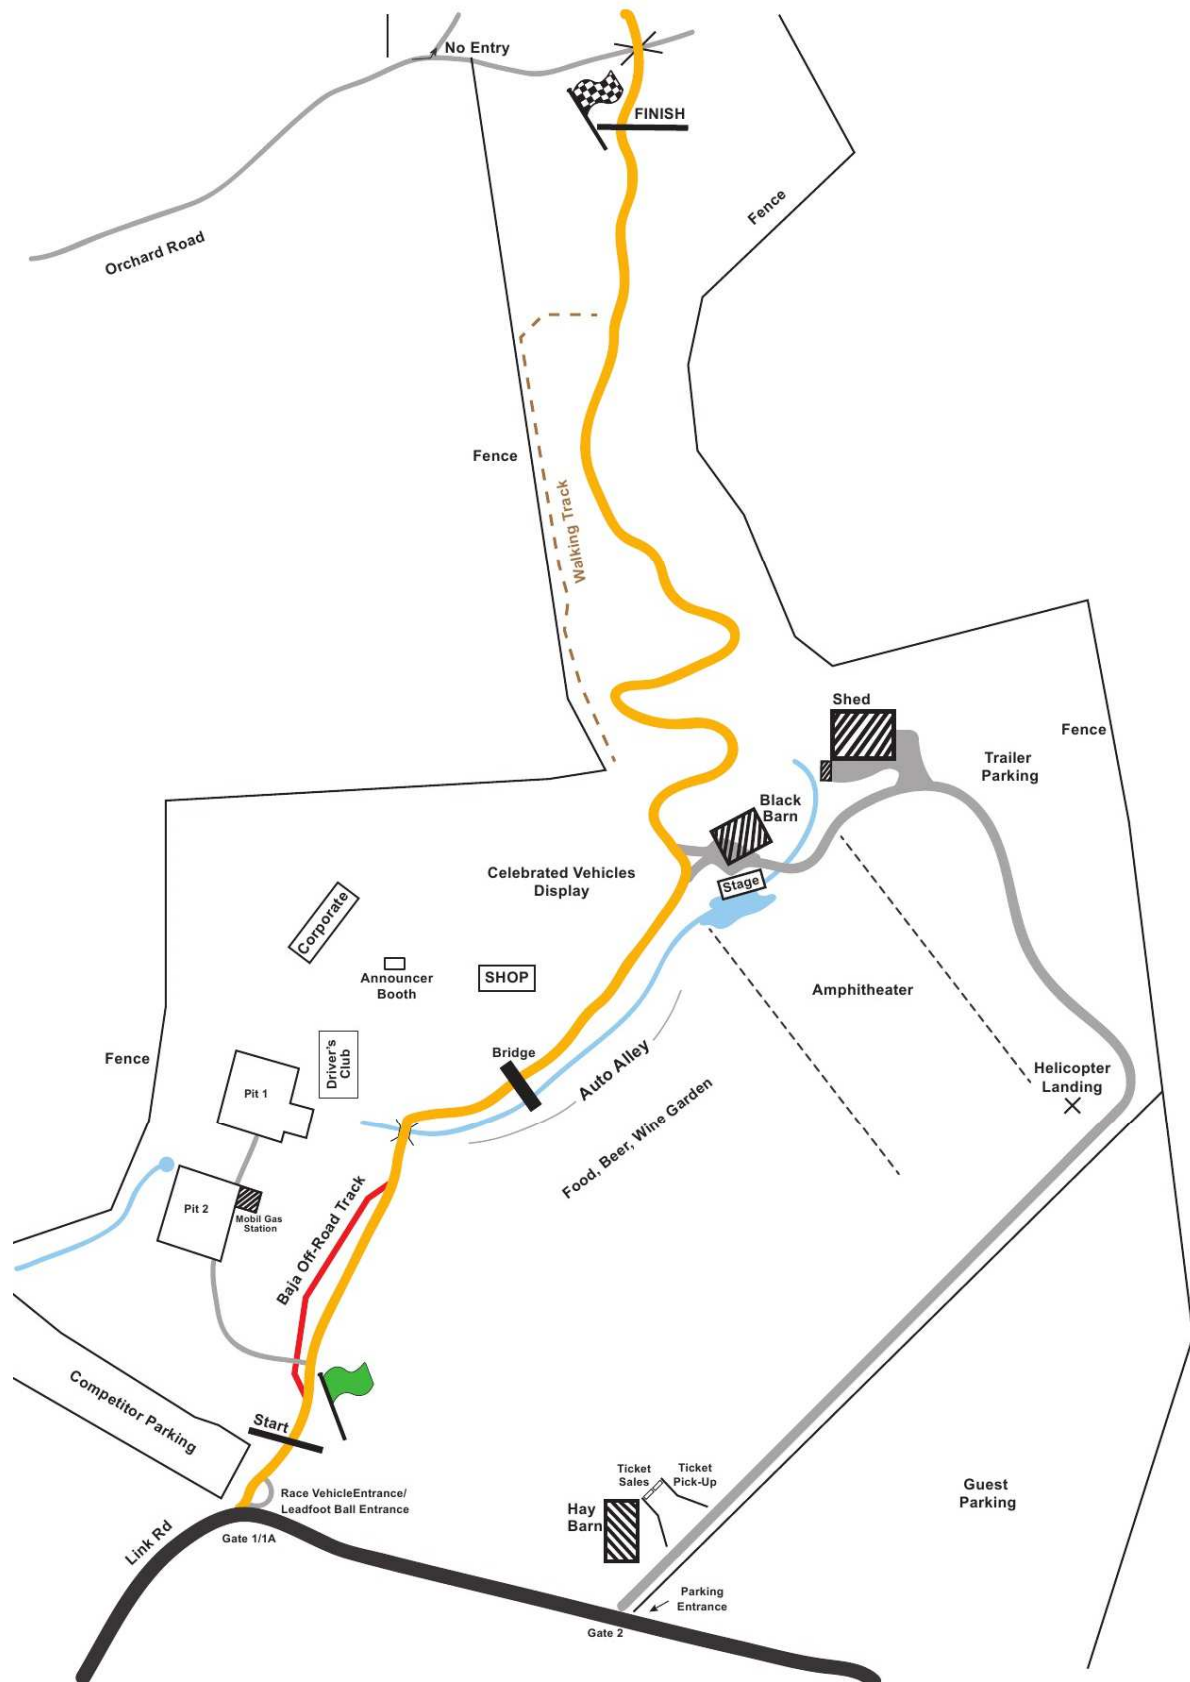 No Entry
FINISH
Fence
Orchard Road
Fence
Walking Track
Shed
Fence
Trailer
Parking
Black
Barn
Celebrated Vehicles
Display
Stage
Corporate
Announcer
Booth
SHOP
Amphitheater
Driver's
Club
Fence
Bridge
Auto Alley
Helicopter
Landing
Pit 1
Food, Beer, Wine Garden
Pit 2
Mobil Gas
Station
Baja Off-Road Track
Competitor Parking
Start
Ticket
Sales
Ticket
Pick-Up
Race VehicleEntrance/
Leadfoot Ball Entrance
Hay
Barn
Guest
Parking
Link Rd
Gate 1/1A
Parking
Entrance
Gate 2